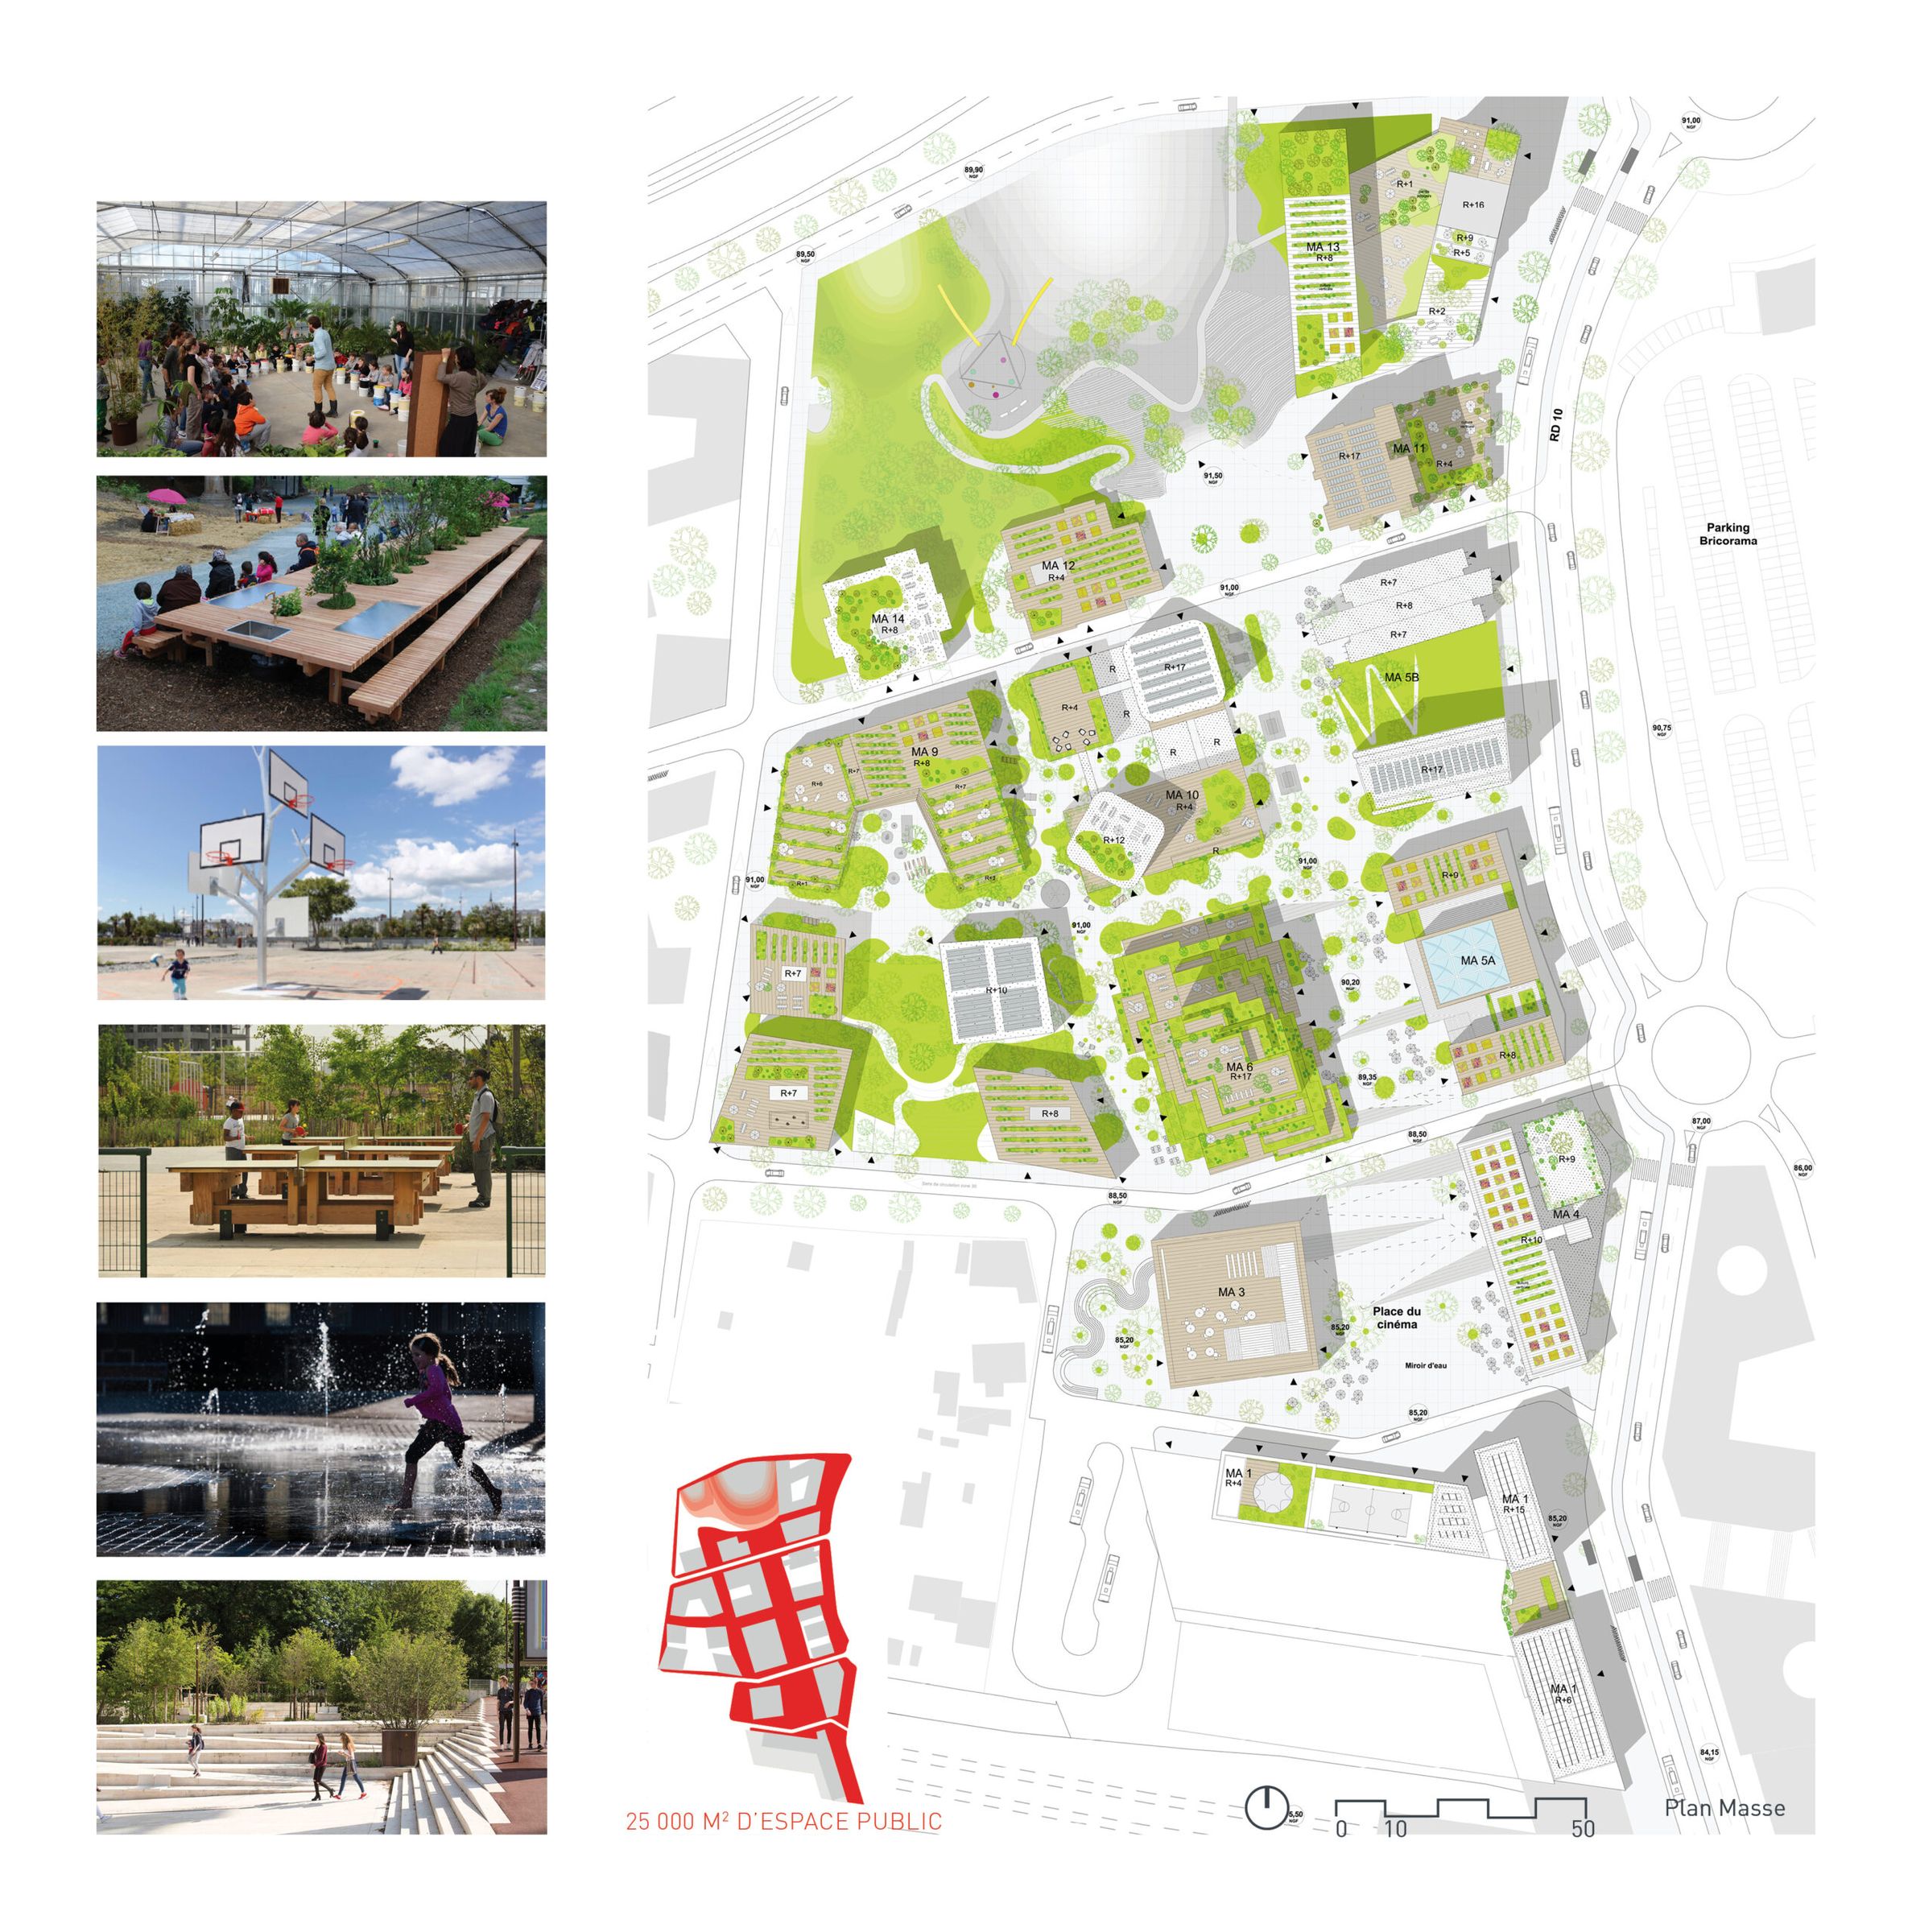 91,00
NGF
89,90
NGF
R+1
R+16
89,50
NGF
MA 13
R+8
R+9
R+5
R+2
RD 10
R+17
MA 11
R+4
91,50
NGF
Parking
Bricorama
MA 12
R+4
91,00
NGF
R+7
R+8
R+7
MA 14
R+8
R
R+17
MA 5B
R+4
R
90,75
NGF
MA 9
R+8
R
R
R+6
R+7
R+7
R+17
MA 10
R+4
R+12
R
91,00
NGF
91,00
NGF
R+9
91,00
NGF
R+7
R+10
MA 5A
90,20
NGF
R+8
MA 6
R+17
89,35
NGF
R+7
R+8
87,00
NGF
88,50
NGF
R+9
86,00
NGF
88,50
NGF
MA 4
R+10
MA 3
Place du
cinéma
85,20
NGF
85,20
NGF
Miroir d'eau
85,20
NGF
MA 1
R+4
MA 1
R+15
85,20
NGF
MA 1
R+6
84,15
NGF
25 000 M² D'ESPACE PUBLIC
5,50
NGF
0 10 50
Plan Masse